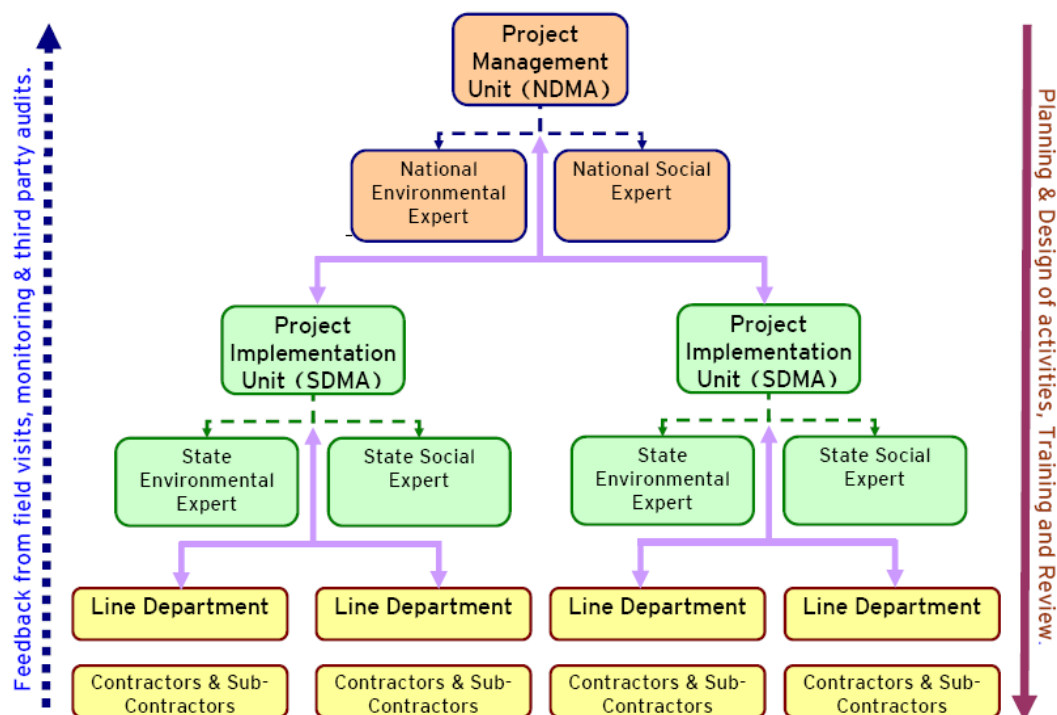 Feedback from field visits, monitoring & third party audits.
Project
Management
Unit (NDMA)
National
Environmental
Expert
National Social
Expert
Project
Implementation
Unit (SDMA)
Project
Implementation
Unit (SDMA)
State
Environmental
Expert
State Social
Expert
State
Environmental
Expert
State Social
Expert
Line Department
Line Department
Line Department
Line Department
Contractors & Sub-
Contractors
Contractors & Sub-
Contractors
Contractors & Sub-
Contractors
Contractors & Sub-
Contractors
Planning & Design of activities, Training and Review.